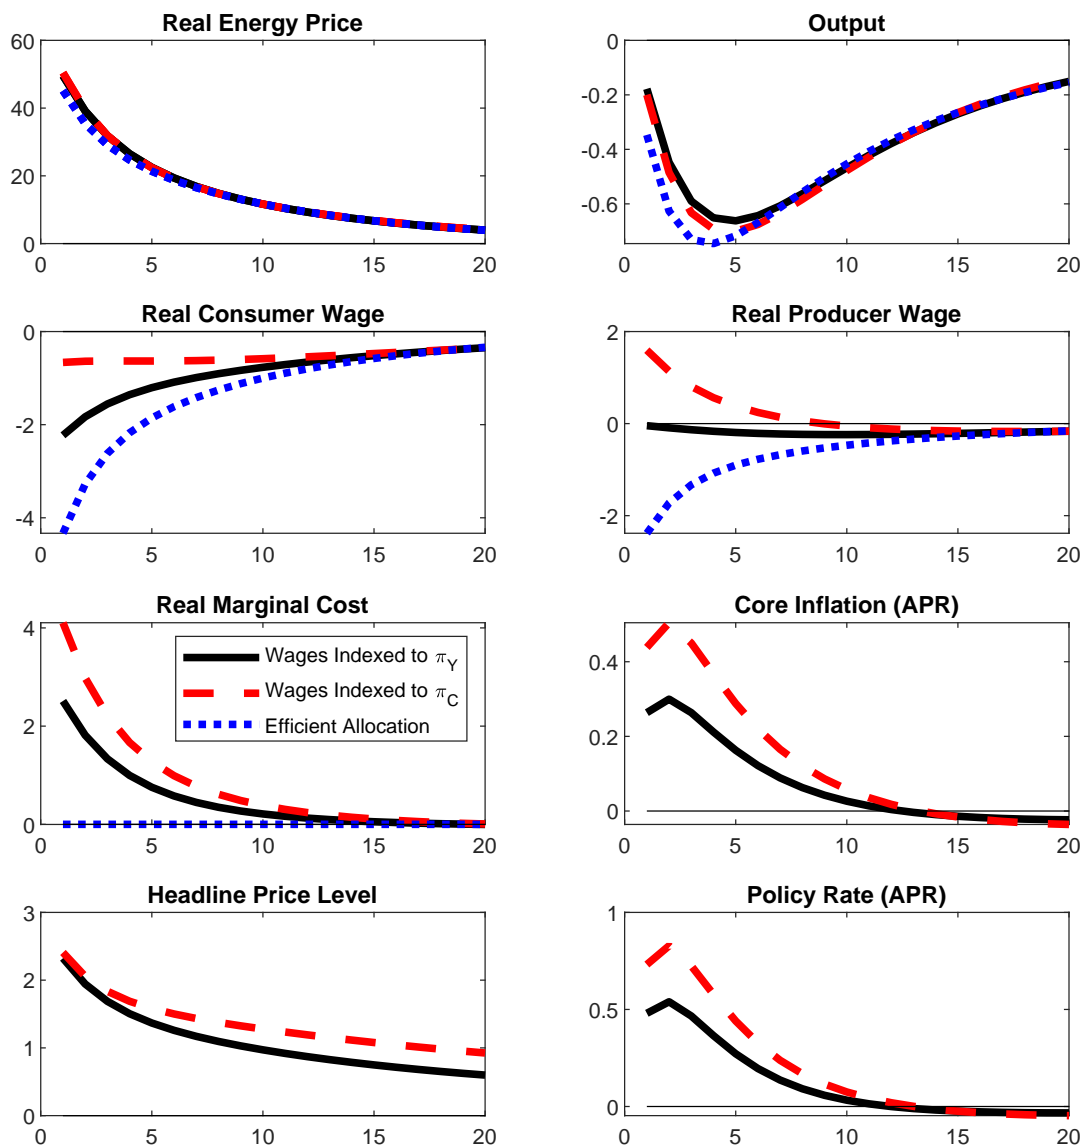 Real Energy Price
60
40
20
0
0 5 10 15 20
Output
0
-0.2
-0.4
-0.6
0 5 10 15 20
Real Consumer Wage
0
-2
-4
0 5 10 15 20
Real Producer Wage
2
0
-2
0 5 10 15 20
Real Marginal Cost
4
2
0
0 5 10 15 20
Wages Indexed to π_Y
Wages Indexed to π_C
Efficient Allocation
Core Inflation (APR)
0.4
0.2
0
0 5 10 15 20
Headline Price Level
3
2
1
0
0 5 10 15 20
Policy Rate (APR)
1
0.5
0
0 5 10 15 20